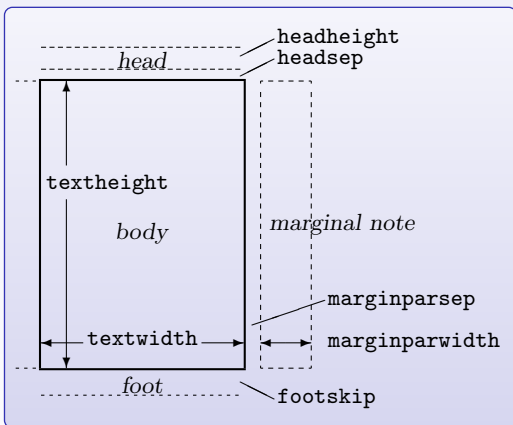 headheight
head
headsep
textheight
body
marginal note
marginparsep
textwidth
marginparwidth
foot
footskip